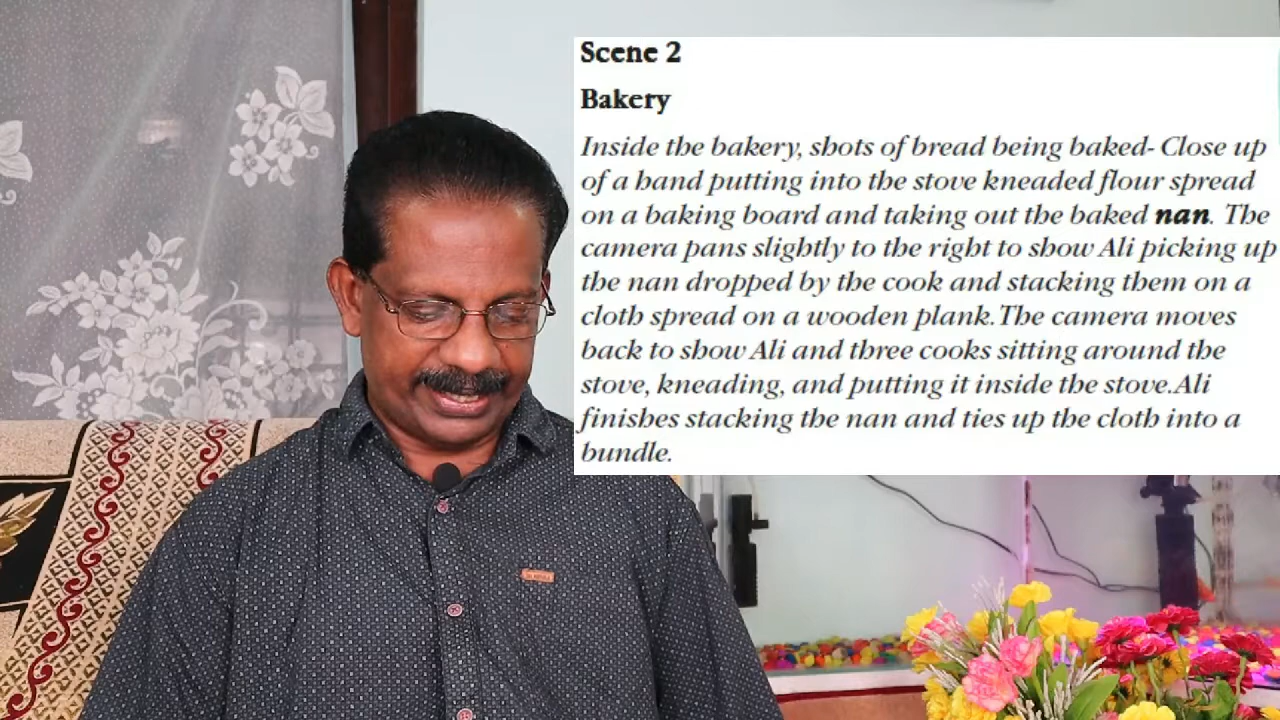 Scene 2
Bakery
Inside the bakery, shots of bread being baked- Close up
of a hand putting into the stove kneaded flour spread
on a baking board and taking out the baked nan. The
camera pans slightly to the right to show Ali picking up
the nan dropped by the cook and stacking them on a
cloth spread on a wooden plank.The camera moves
back to show Ali and three cooks sitting around the
stove, kneading, and putting it inside the stove.Ali
finishes stacking the nan and ties up the cloth into a
bundle.